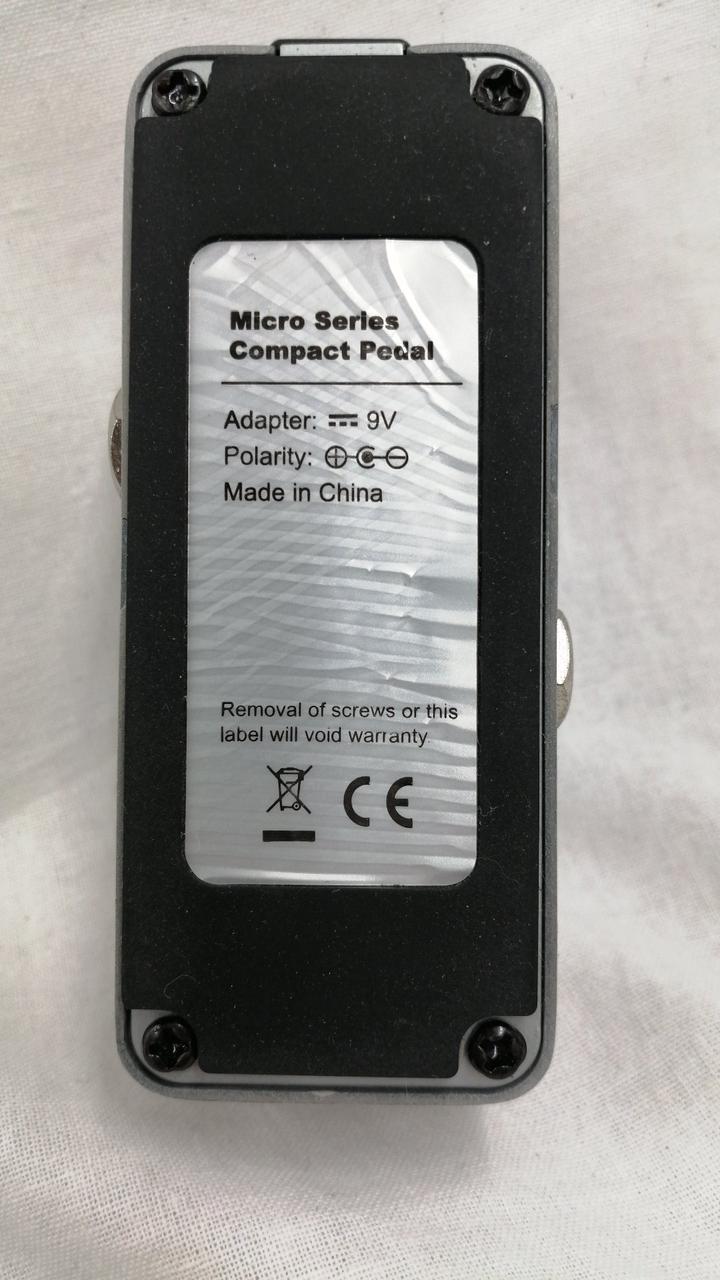 Micro Series
Compact Pedal
Adapter: 9V
Polarity:
Made in China
Removal of screws or this
label will void warranty.
CE